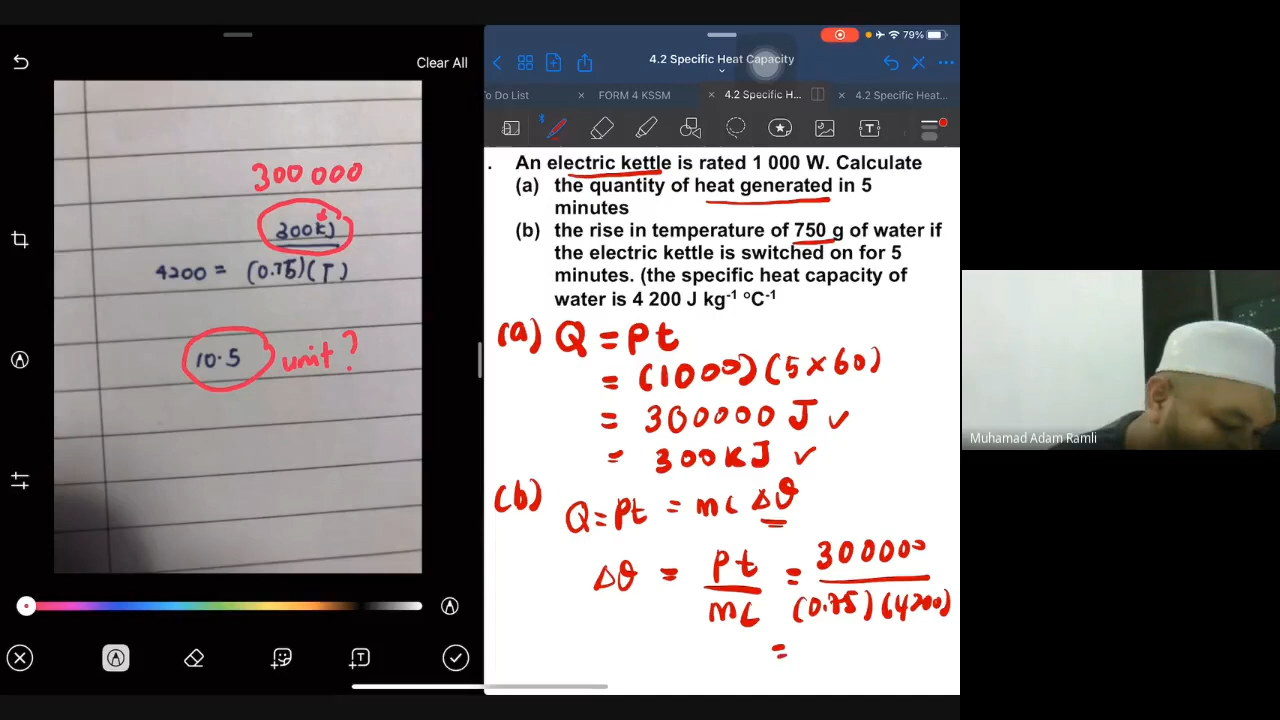 Clear All
300 000
300kJ
4200 = (0.75)(T)
10.5 unit?
79%
4.2 Specific Heat Capacity
To Do List
FORM 4 KSSM
4.2 Specific H...
4.2 Specific Heat...
. An electric kettle is rated 1 000 W. Calculate
(a) the quantity of heat generated in 5
minutes
(b) the rise in temperature of 750 g of water if
the electric kettle is switched on for 5
minutes. (the specific heat capacity of
water is 4 200 J kg⁻¹ ºC⁻¹
(a) Q = Pt
= (1000)(5×60)
= 300000 J ✓
= 300KJ ✓
(b) Q=Pt = mc Δθ
Δθ = Pt/mc = 300000/(0.75)(4200)
=
Muhamad Adam Ramli